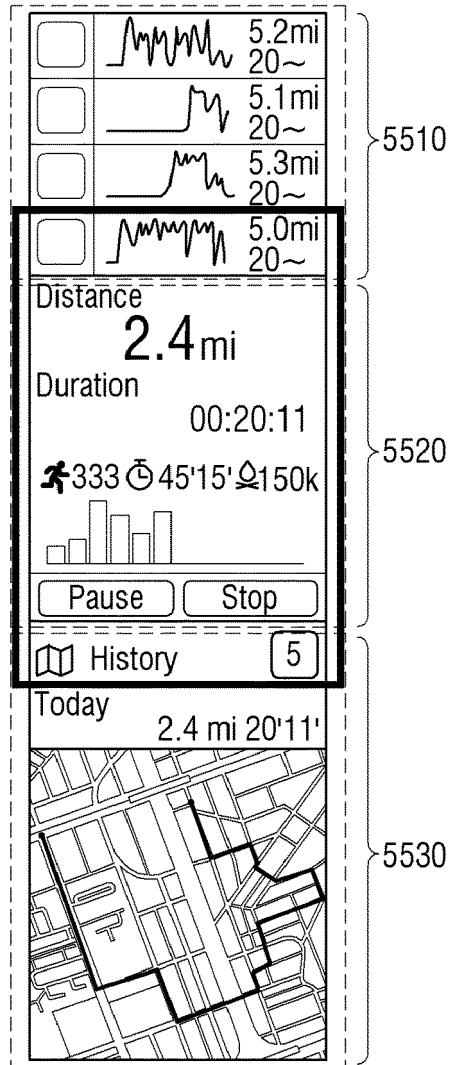 5.2mi
20~
5.1mi
20~
5510
5.3mi
20~
5.0mi
20~
Distance
2.4mi
Duration
00:20:11
5520
333 45'15' 150k
Pause Stop
History 5
Today
2.4 mi 20'11'
5530